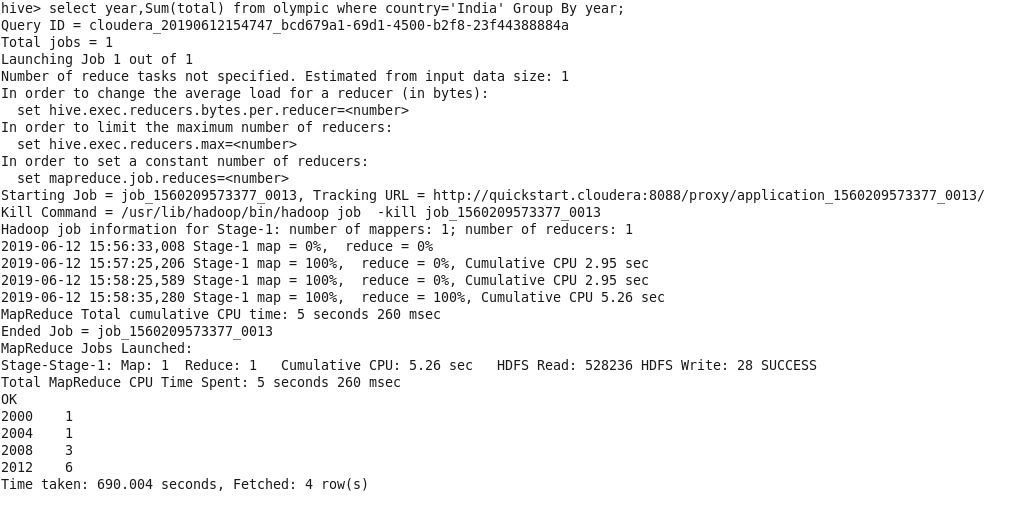 hive> select year,Sum(total) from olympic where country='India' Group By year;
Query ID = cloudera_20190612154747_bcd679a1-69d1-4500-b2f8-23f44388884a
Total jobs = 1
Launching Job 1 out of 1
Number of reduce tasks not specified. Estimated from input data size: 1
In order to change the average load for a reducer (in bytes):
  set hive.exec.reducers.bytes.per.reducer=<number>
In order to limit the maximum number of reducers:
  set hive.exec.reducers.max=<number>
In order to set a constant number of reducers:
  set mapreduce.job.reduces=<number>
Starting Job = job_1560209573377_0013, Tracking URL = http://quickstart.cloudera:8088/proxy/application_1560209573377_0013/
Kill Command = /usr/lib/hadoop/bin/hadoop job  -kill job_1560209573377_0013
Hadoop job information for Stage-1: number of mappers: 1; number of reducers: 1
2019-06-12 15:56:33,008 Stage-1 map = 0%,  reduce = 0%
2019-06-12 15:57:25,206 Stage-1 map = 100%,  reduce = 0%, Cumulative CPU 2.95 sec
2019-06-12 15:58:25,589 Stage-1 map = 100%,  reduce = 0%, Cumulative CPU 2.95 sec
2019-06-12 15:58:35,280 Stage-1 map = 100%,  reduce = 100%, Cumulative CPU 5.26 sec
MapReduce Total cumulative CPU time: 5 seconds 260 msec
Ended Job = job_1560209573377_0013
MapReduce Jobs Launched:
Stage-Stage-1: Map: 1  Reduce: 1   Cumulative CPU: 5.26 sec   HDFS Read: 528236 HDFS Write: 28 SUCCESS
Total MapReduce CPU Time Spent: 5 seconds 260 msec
OK
2000    1
2004    1
2008    3
2012    6
Time taken: 690.004 seconds, Fetched: 4 row(s)